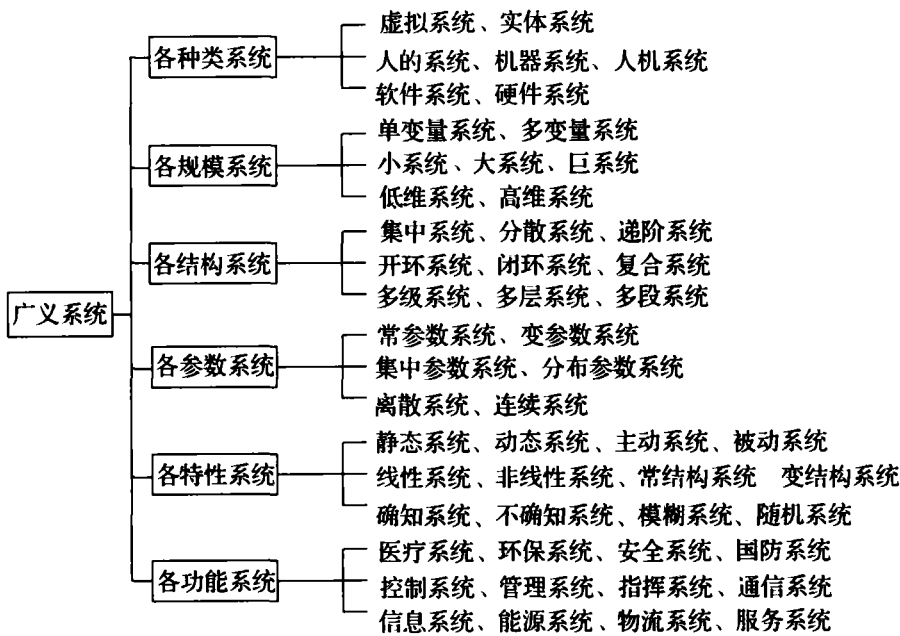 虚拟系统、实体系统
各种类系统
人的系统、机器系统、人机系统
软件系统、硬件系统
单变量系统、多变量系统
各规模系统
小系统、大系统、巨系统
低维系统、高维系统
集中系统、分散系统、递阶系统
各结构系统
开环系统、闭环系统、复合系统
多级系统、多层系统、多段系统
广义系统
常参数系统、变参数系统
各参数系统
集中参数系统、分布参数系统
离散系统、连续系统
静态系统、动态系统、主动系统、被动系统
各特性系统
线性系统、非线性系统、常结构系统 变结构系统
确知系统、不确知系统、模糊系统、随机系统
医疗系统、环保系统、安全系统、国防系统
各功能系统
控制系统、管理系统、指挥系统、通信系统
信息系统、能源系统、物流系统、服务系统